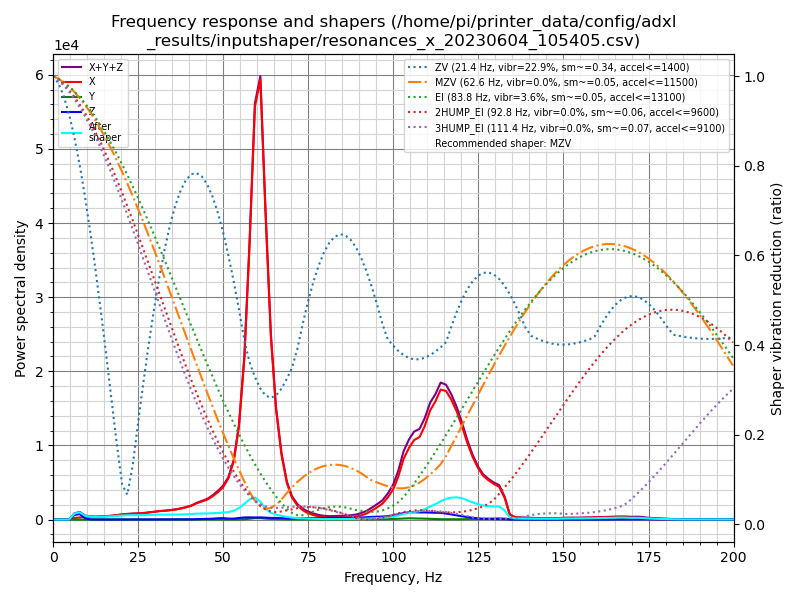 Frequency response and shapers (/home/pi/printer_data/config/adxl
_results/inputshaper/resonances_x_20230604_105405.csv)
1e4
X+Y+Z
X
Y
Z
After
shaper
ZV (21.4 Hz, vibr=22.9%, sm~=0.34, accel<=1400)
MZV (62.6 Hz, vibr=0.0%, sm~=0.05, accel<=11500)
EI (83.8 Hz, vibr=3.6%, sm~=0.05, accel<=13100)
2HUMP_EI (92.8 Hz, vibr=0.0%, sm~=0.06, accel<=9600)
3HUMP_EI (111.4 Hz, vibr=0.0%, sm~=0.07, accel<=9100)
Recommended shaper: MZV
Power spectral density
6
5
4
3
2
1
0
1.0
0.8
0.6
0.4
0.2
0.0
Shaper vibration reduction (ratio)
0 25 50 75 100 125 150 175 200
Frequency, Hz